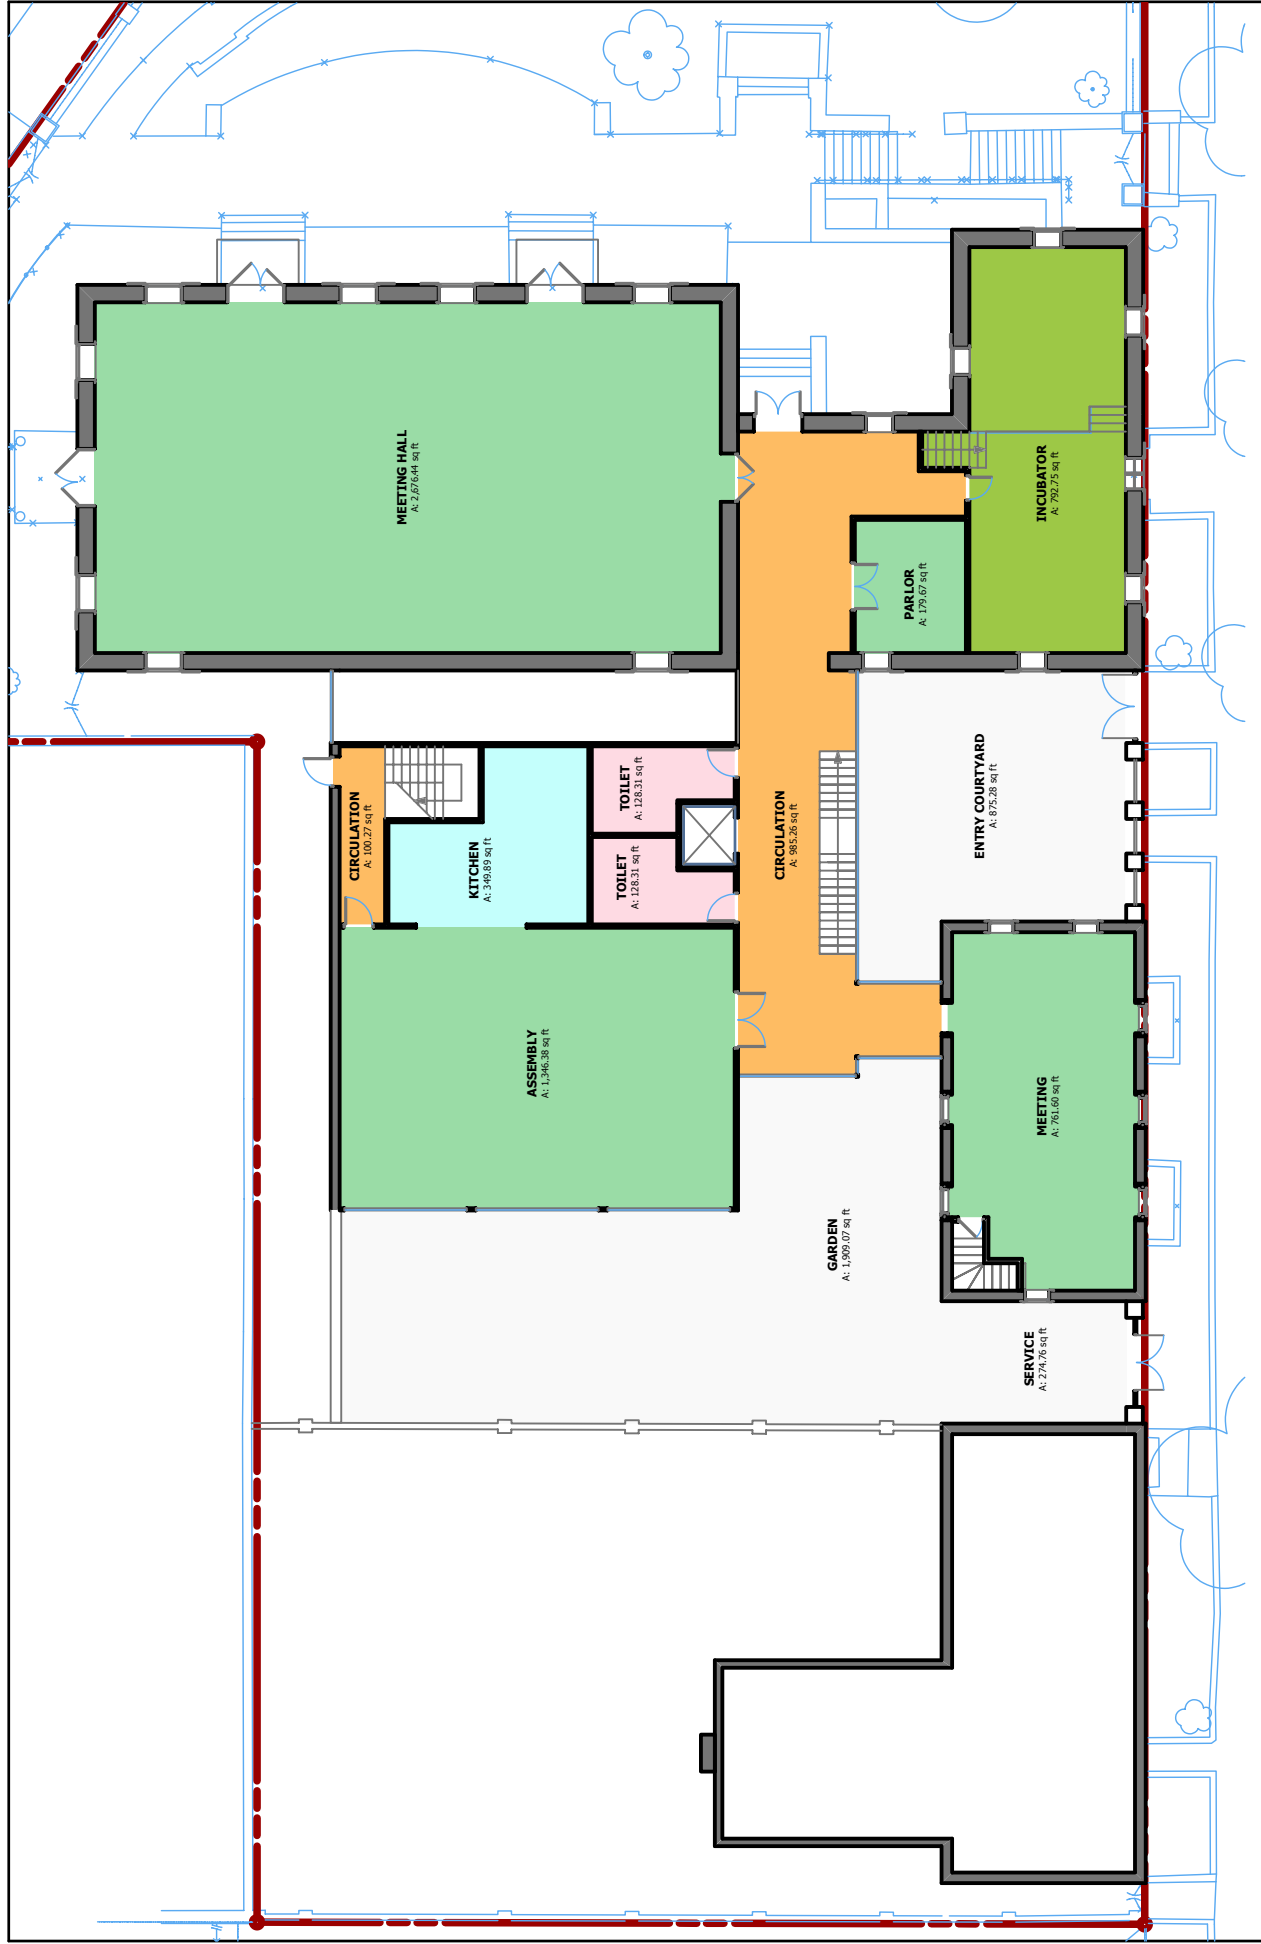 MEETING HALL
A: 2,676.44 sq ft
INCUBATOR
A: 792.75 sq ft
PARLOR
A: 179.67 sq ft
CIRCULATION
A: 100.27 sq ft
KITCHEN
A: 349.89 sq ft
TOILET
A: 128.31 sq ft
TOILET
A: 128.31 sq ft
CIRCULATION
A: 985.26 sq ft
ENTRY COURTYARD
A: 875.28 sq ft
ASSEMBLY
A: 1,346.38 sq ft
MEETING
A: 761.60 sq ft
GARDEN
A: 1,909.07 sq ft
SERVICE
A: 274.76 sq ft